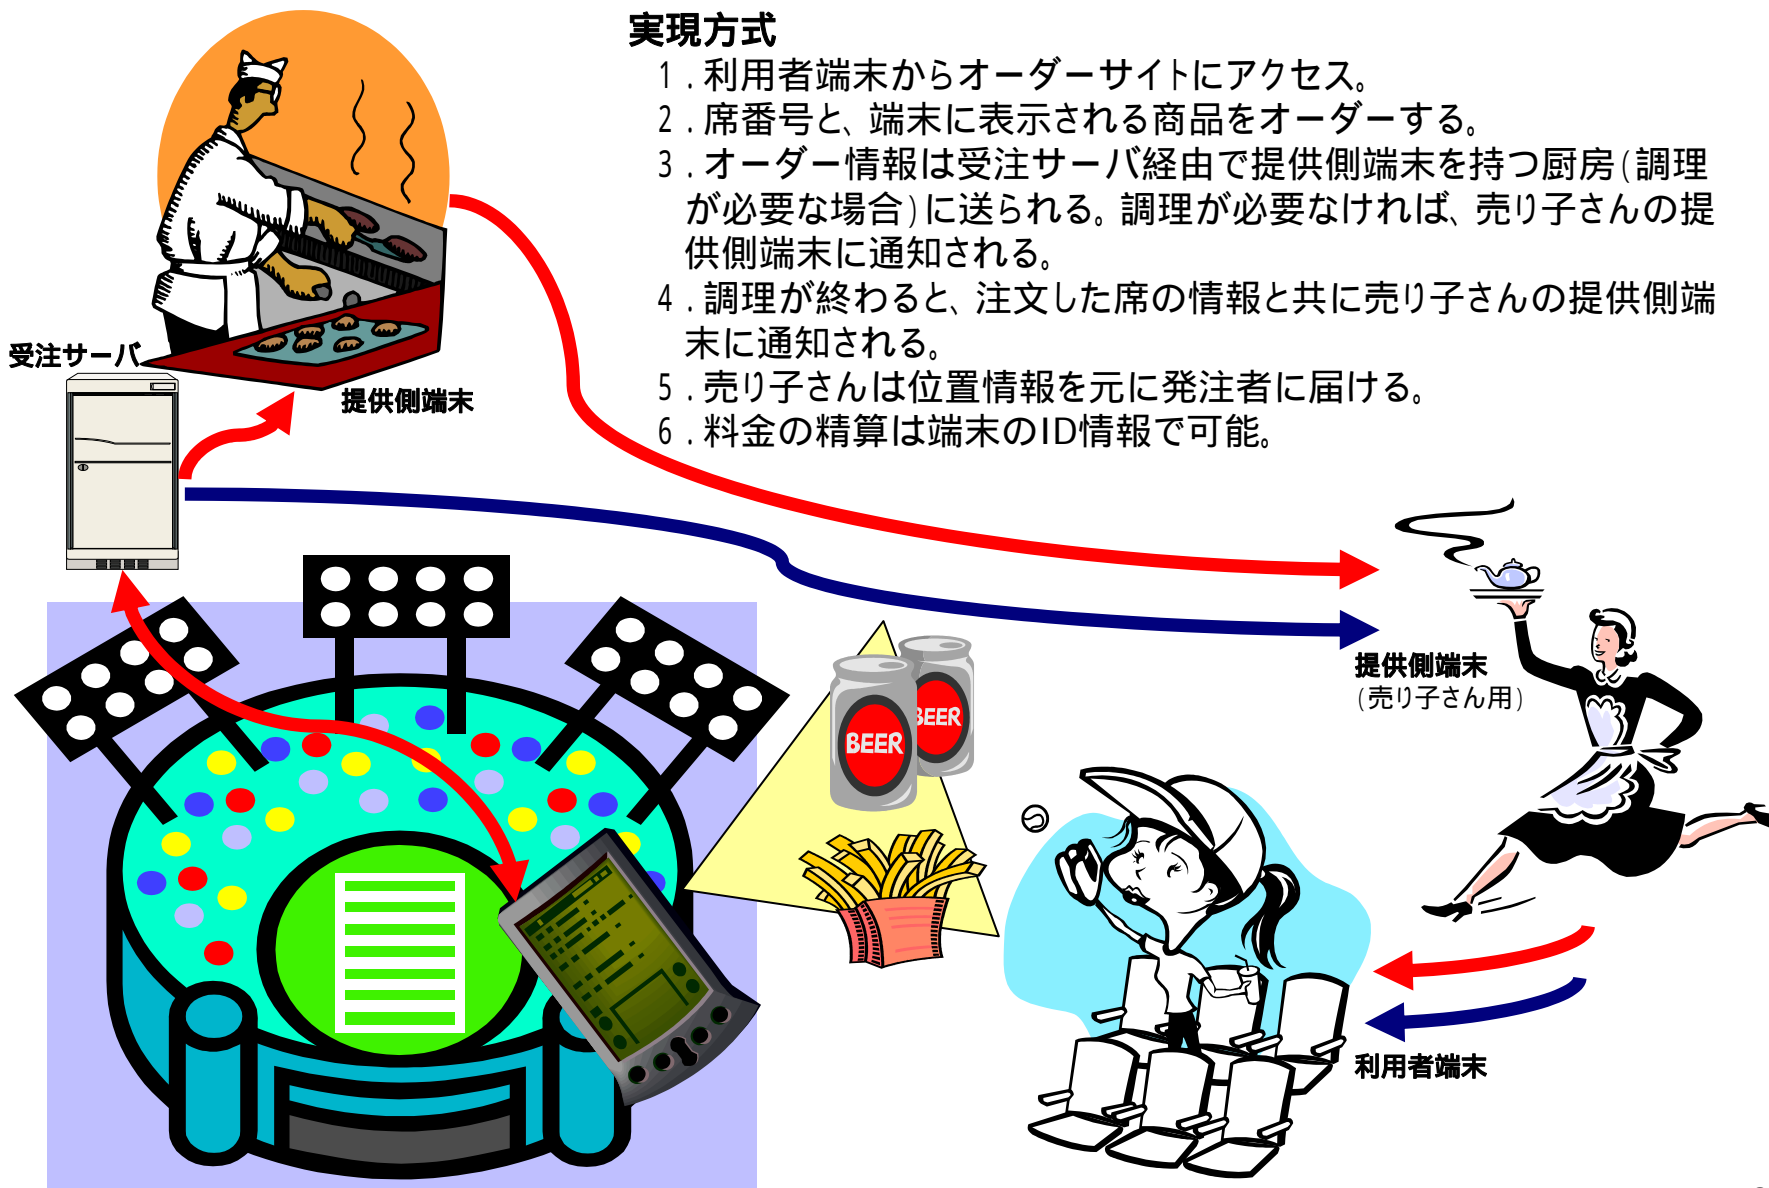 実現方式
1．利用者端末からオーダーサイトにアクセス。
2．席番号と、端末に表示される商品をオーダーする。
3．オーダー情報は受注サーバ経由で提供側端末を持つ厨房(調理
が必要な場合)に送られる。調理が必要なければ、売り子さんの提
供側端末に通知される。
4．調理が終わると、注文した席の情報と共に売り子さんの提供側端
末に通知される。
5．売り子さんは位置情報を元に発注者に届ける。
6．料金の精算は端末のID情報で可能。
受注サーバ
提供側端末
提供側端末
(売り子さん用)
BEER
BEER
利用者端末